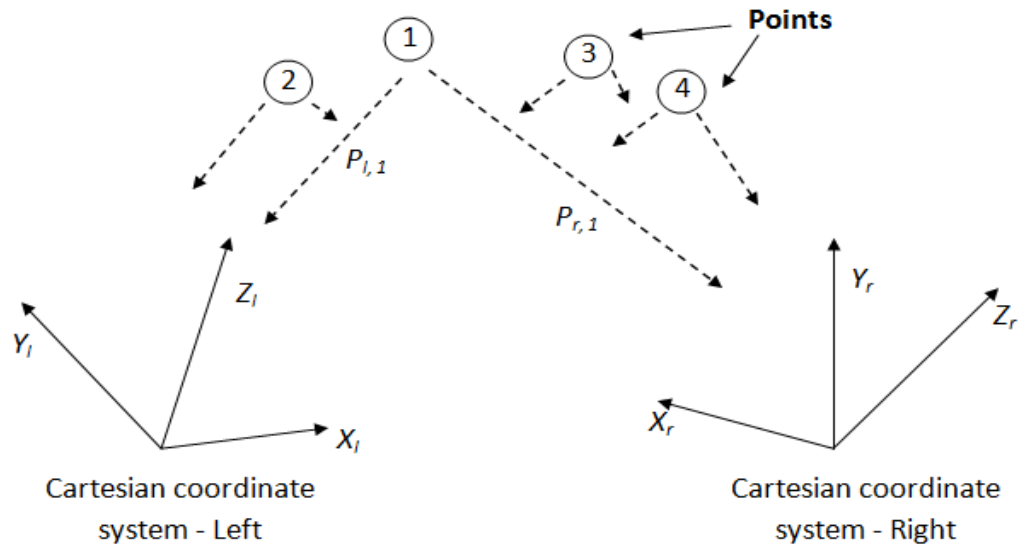 Points
1
3
2
4
P_{l, 1}
P_{r, 1}
Z_l
Y_r
Y_l
Z_r
X_l
X_r
Cartesian coordinate
system - Left
Cartesian coordinate
system - Right